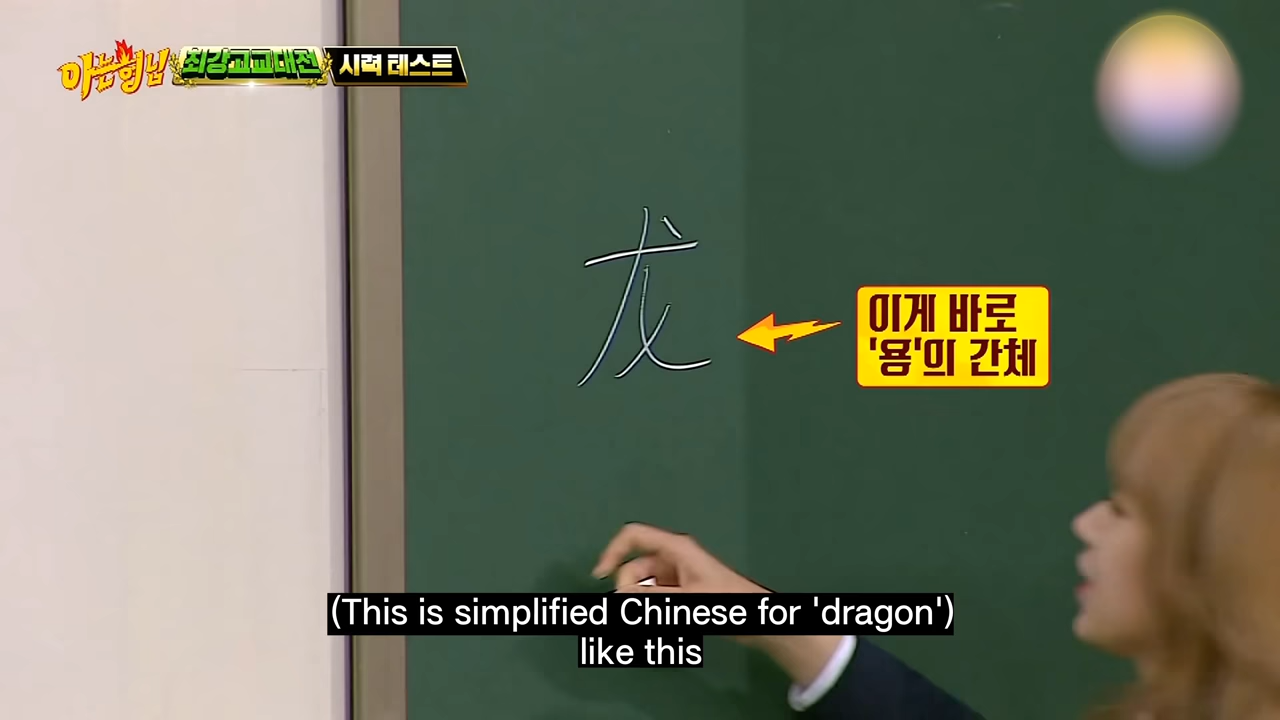 아는형님 최강교교대전 시력 테스트
龙
이게 바로
'용'의 간체
(This is simplified Chinese for 'dragon')
like this